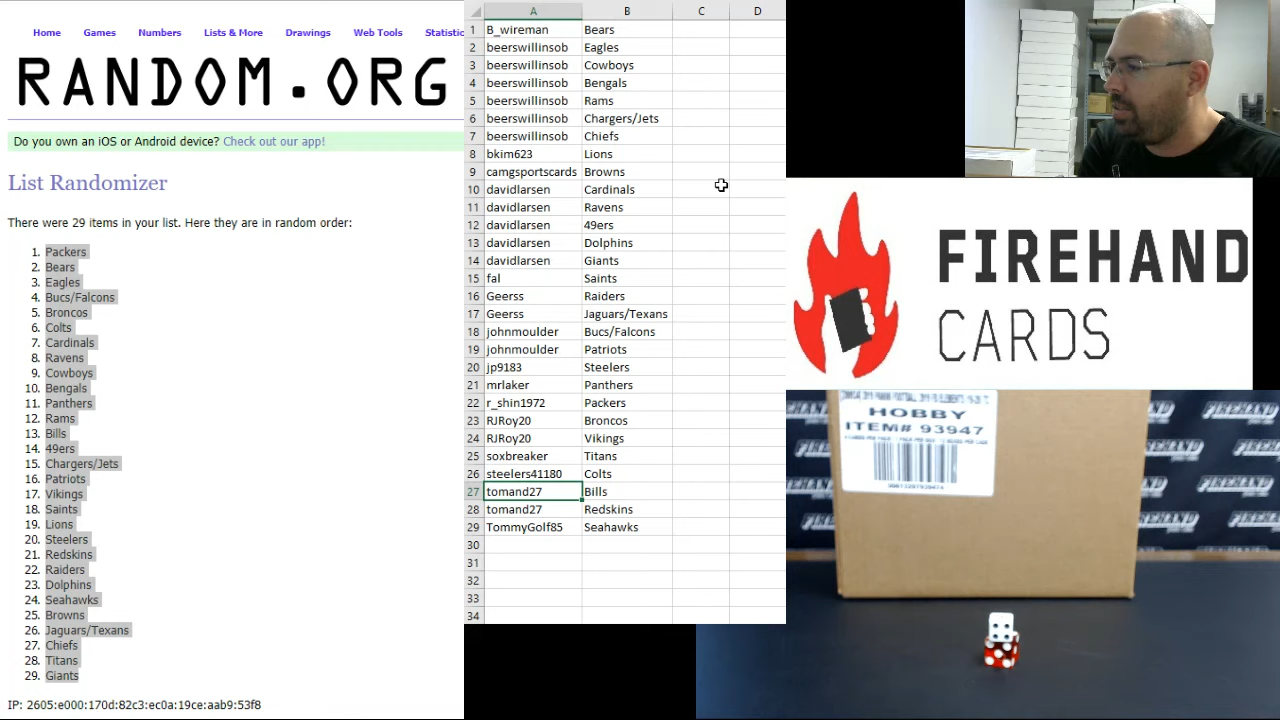 Home Games Numbers Lists & More Drawings Web Tools Statistic
RANDOM.ORG
Do you own an iOS or Android device? Check out our app!
List Randomizer
There were 29 items in your list. Here they are in random order:
1. Packers
2. Bears
3. Eagles
4. Bucs/Falcons
5. Broncos
6. Colts
7. Cardinals
8. Ravens
9. Cowboys
10. Bengals
11. Panthers
12. Rams
13. Bills
14. 49ers
15. Chargers/Jets
16. Patriots
17. Vikings
18. Saints
19. Lions
20. Steelers
21. Redskins
22. Raiders
23. Dolphins
24. Seahawks
25. Browns
26. Jaguars/Texans
27. Chiefs
28. Titans
29. Giants
IP: 2605:e000:170d:82c3:ec0a:19ce:aab9:53f8
A B C D
1 B_wireman Bears
2 beerswillinsob Eagles
3 beerswillinsob Cowboys
4 beerswillinsob Bengals
5 beerswillinsob Rams
6 beerswillinsob Chargers/Jets
7 beerswillinsob Chiefs
8 bkim623 Lions
9 camgsportscards Browns
10 davidlarsen Cardinals
11 davidlarsen Ravens
12 davidlarsen 49ers
13 davidlarsen Dolphins
14 davidlarsen Giants
15 fal Saints
16 Geerss Raiders
17 Geerss Jaguars/Texans
18 johnmoulder Bucs/Falcons
19 johnmoulder Patriots
20 jp9183 Steelers
21 mrlaker Panthers
22 r_shin1972 Packers
23 RJRoy20 Broncos
24 RJRoy20 Vikings
25 soxbreaker Titans
26 steelers41180 Colts
27 tomand27 Bills
28 tomand27 Redskins
29 TommyGolf85 Seahawks
30
31
32
33
34
FIREHAND
CARDS
HOBBY
ITEM# 93947